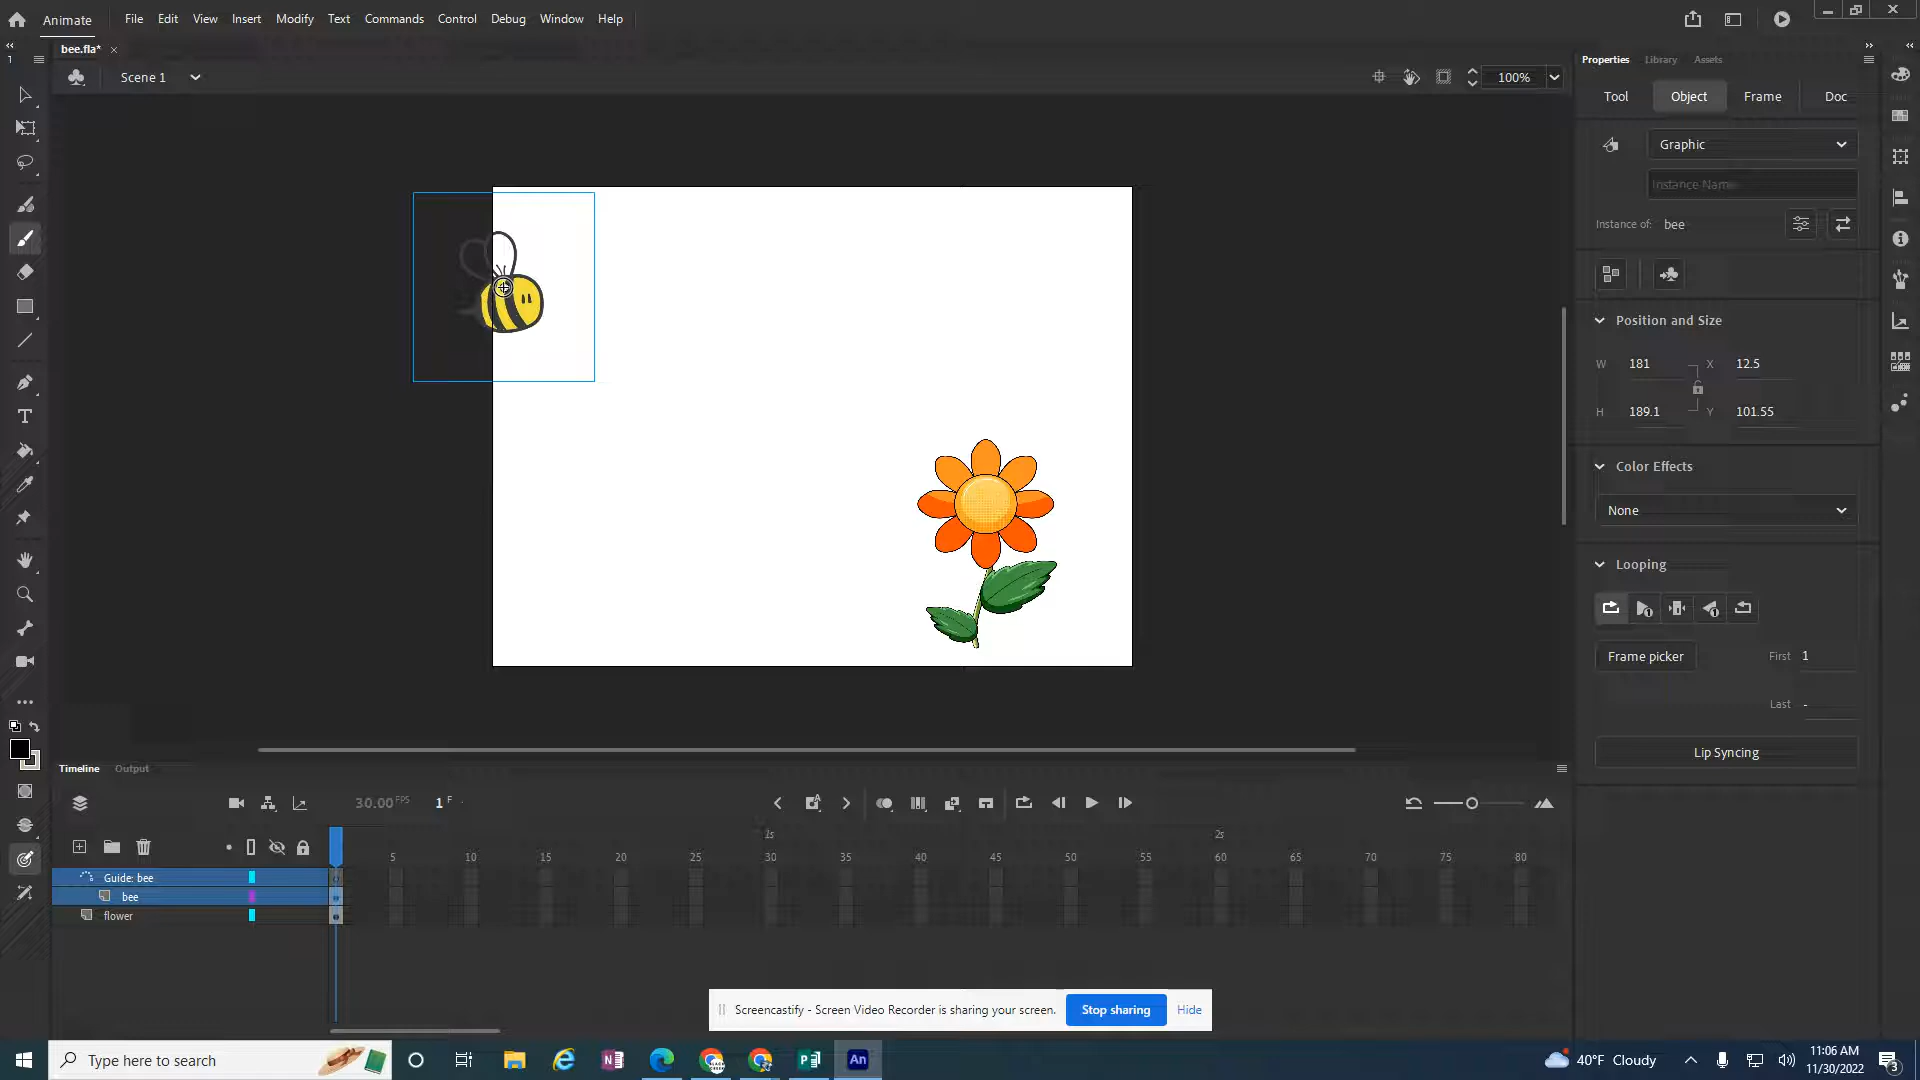 Animate File Edit View Insert Modify Text Commands Control Debug Window Help
bee.fla*
1
Scene 1
100%
Properties Library Assets
Tool Object Frame Doc
Graphic
Instance Name
Instance of: bee
Position and Size
W 181 X 12.5
H 189.1 Y 101.55
Color Effects
None
Looping
1 1
Frame picker First 1
Last -
Lip Syncing
Timeline Output
30.00 FPS 1 F
1s 2s
5 10 15 20 25 30 35 40 45 50 55 60 65 70 75 80
Guide: bee
bee
flower
Screencastify - Screen Video Recorder is sharing your screen. Stop sharing Hide
Type here to search
An
40°F Cloudy
11:06 AM
11/30/2022
3